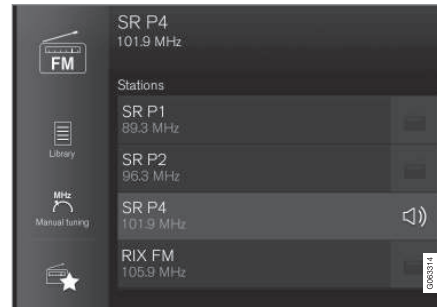 SR P4
101.9 MHz
FM
Stations
SR P1
89.3 MHz
Library
SR P2
96.3 MHz
MHz
Manual tuning
SR P4
101.9 MHz
RIX FM
105.9 MHz
G063314